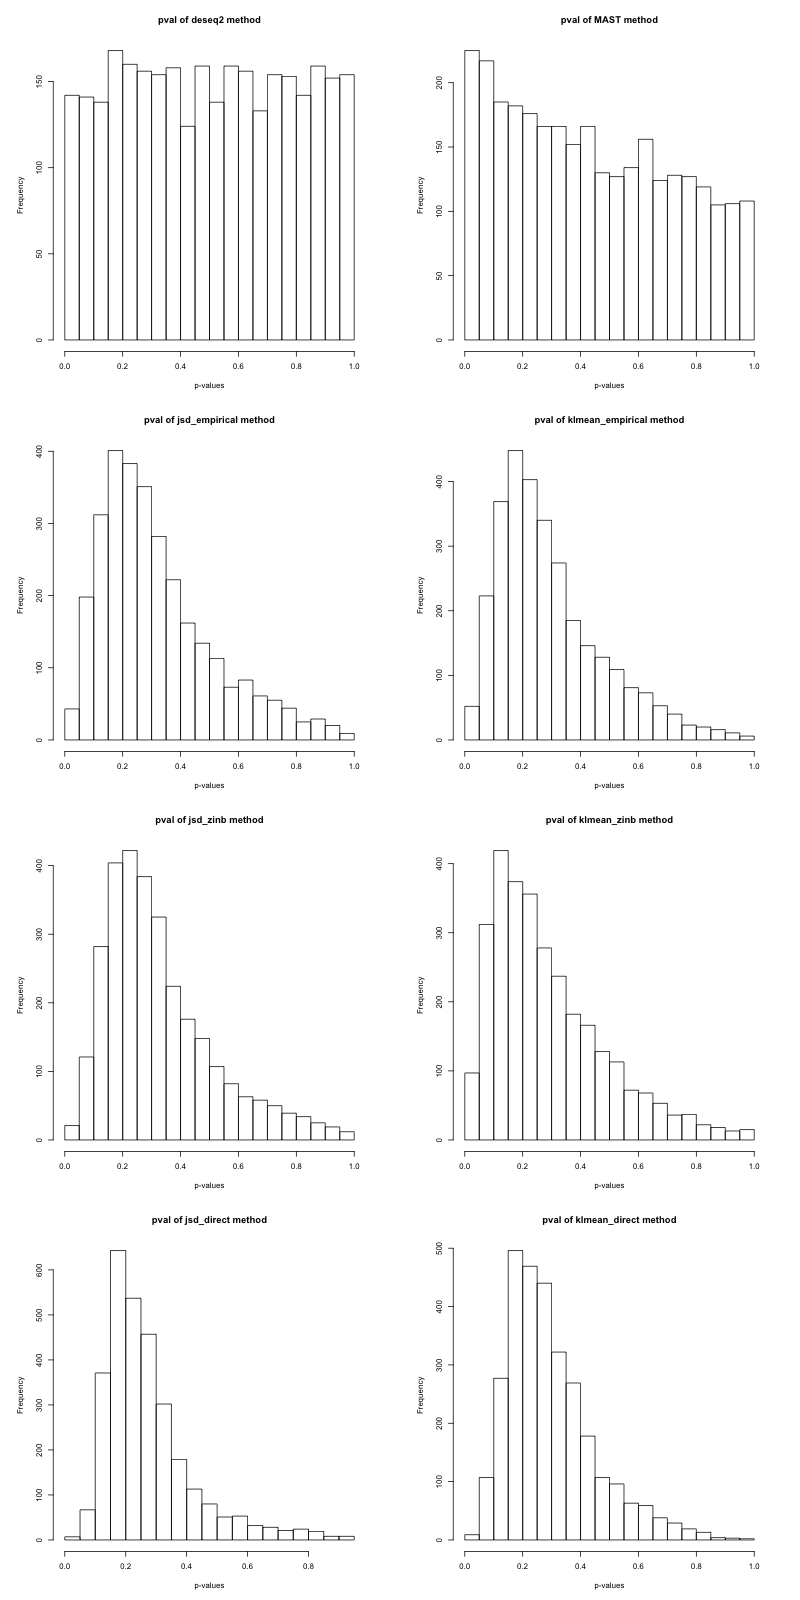 pval of deseq2 method
Frequency
0 50 100 150
0.0 0.2 0.4 0.6 0.8 1.0
p-values
pval of MAST method
Frequency
0 50 100 150 200
0.0 0.2 0.4 0.6 0.8 1.0
p-values
pval of jsd_empirical method
Frequency
0 100 200 300 400
0.0 0.2 0.4 0.6 0.8 1.0
p-values
pval of klmean_empirical method
Frequency
0 100 200 300 400
0.0 0.2 0.4 0.6 0.8 1.0
p-values
pval of jsd_zinb method
Frequency
0 100 200 300 400
0.0 0.2 0.4 0.6 0.8 1.0
p-values
pval of klmean_zinb method
Frequency
0 100 200 300 400
0.0 0.2 0.4 0.6 0.8 1.0
p-values
pval of jsd_direct method
Frequency
0 100 200 300 400 500 600
0.0 0.2 0.4 0.6 0.8
p-values
pval of klmean_direct method
Frequency
0 100 200 300 400 500
0.0 0.2 0.4 0.6 0.8 1.0
p-values